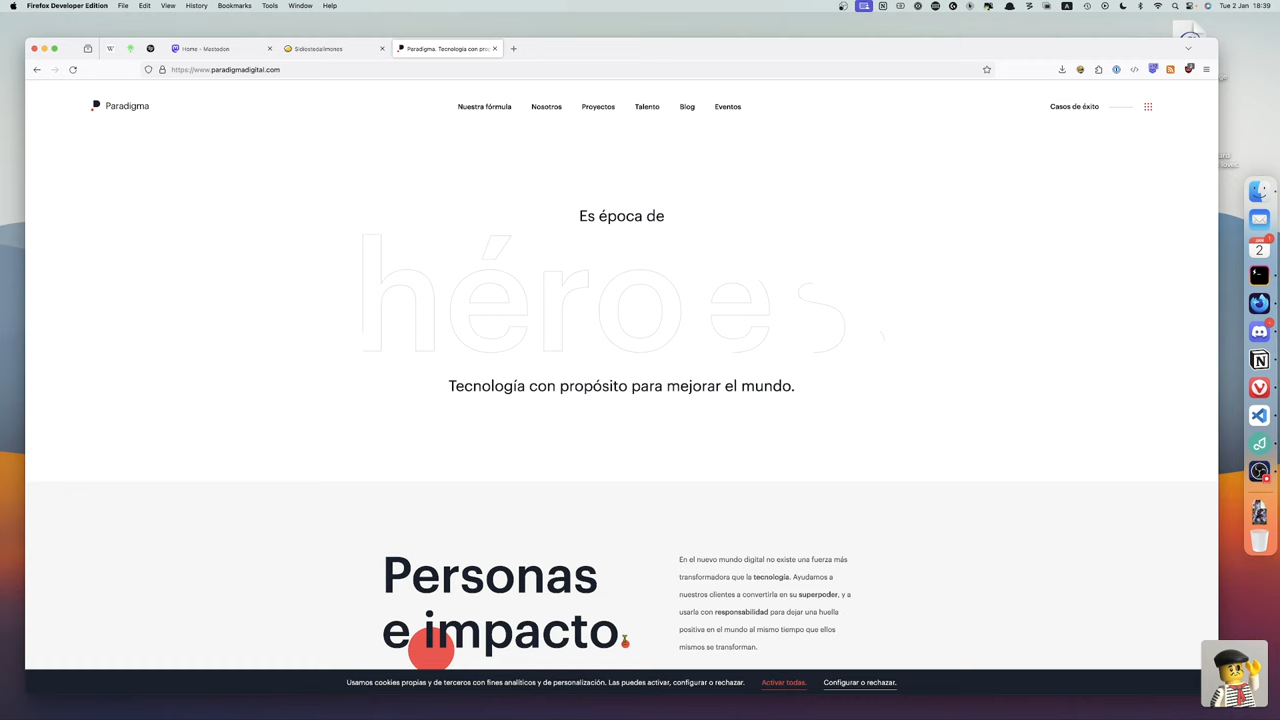 Firefox Developer Edition File Edit View History Bookmarks Tools Window Help
Tue 2 Jan 18:39
Home - Mastodon
Sidiostedalimones
Paradigma. Tecnología con pro
https://www.paradigmadigital.com
Paradigma
Nuestra fórmula Nosotros Proyectos Talento Blog Eventos
Casos de éxito
Es época de
héroes.
Tecnología con propósito para mejorar el mundo.
Personas
e impacto
En el nuevo mundo digital no existe una fuerza más
transformadora que la tecnología. Ayudamos a
nuestros clientes a convertirla en su superpoder, y a
usarla con responsabilidad para dejar una huella
positiva en el mundo al mismo tiempo que ellos
mismos se transforman.
Usamos cookies propias y de terceros con fines analíticos y de personalización. Las puedes activar, configurar o rechazar. Activar todas. Configurar o rechazar.
2